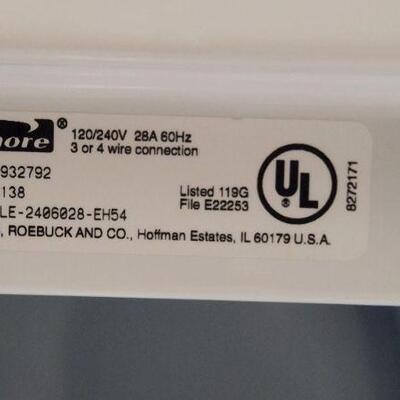 more®
120/240V 28A 60Hz
3 or 4 wire connection
932792
138
LE-2406028-EH54
Listed 119G
File E22253
, ROEBUCK AND CO., Hoffman Estates, IL 60179 U.S.A.
UL
®
8272171